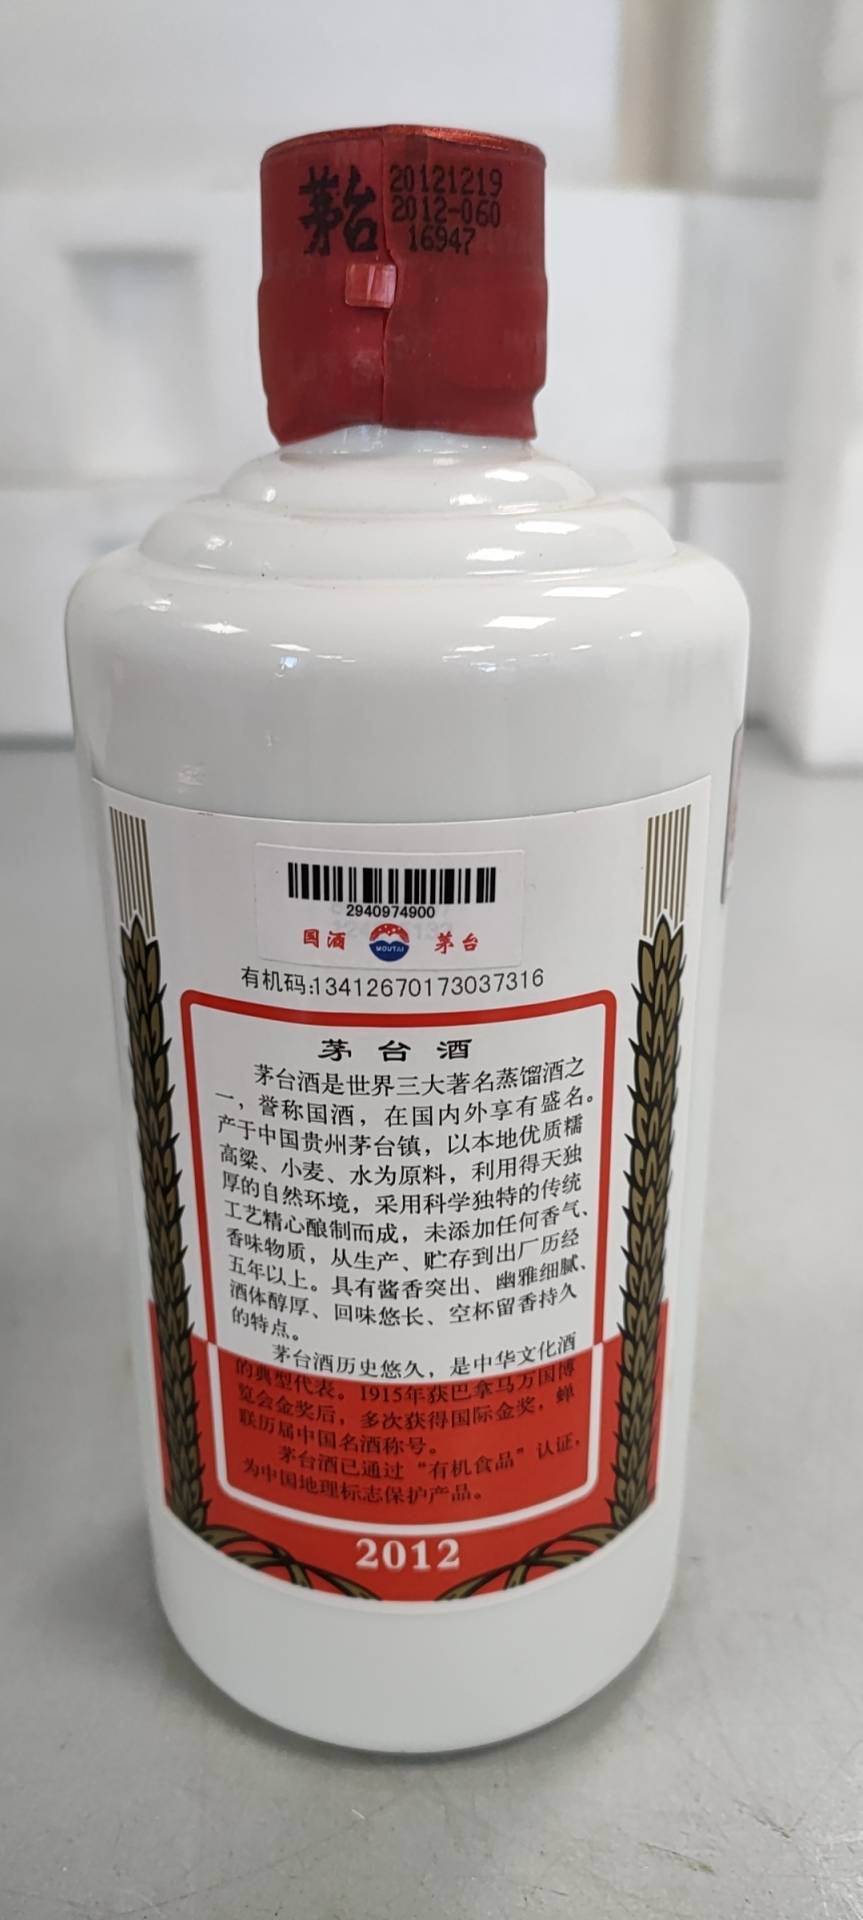 茅台
20121219
2012-060
16947
2940974900
国酒 MOUTAI 茅台
有机码:13412670173037316
茅台酒
茅台酒是世界三大著名蒸馏酒之
一，誉称国酒，在国内外享有盛名。
产于中国贵州茅台镇，以本地优质糯
高粱、小麦、水为原料，利用得天独
厚的自然环境，采用科学独特的传统
工艺精心酿制而成，未添加任何香气、
香味物质，从生产、贮存到出厂历经
五年以上。具有酱香突出、幽雅细腻、
酒体醇厚、回味悠长、空杯留香持久
的特点。
茅台酒历史悠久，是中华文化酒
的典型代表。1915年获巴拿马万国博
览会金奖后，多次获得国际金奖，蝉
联历届中国名酒称号。
茅台酒已通过“有机食品”认证，
为中国地理标志保护产品。
2012